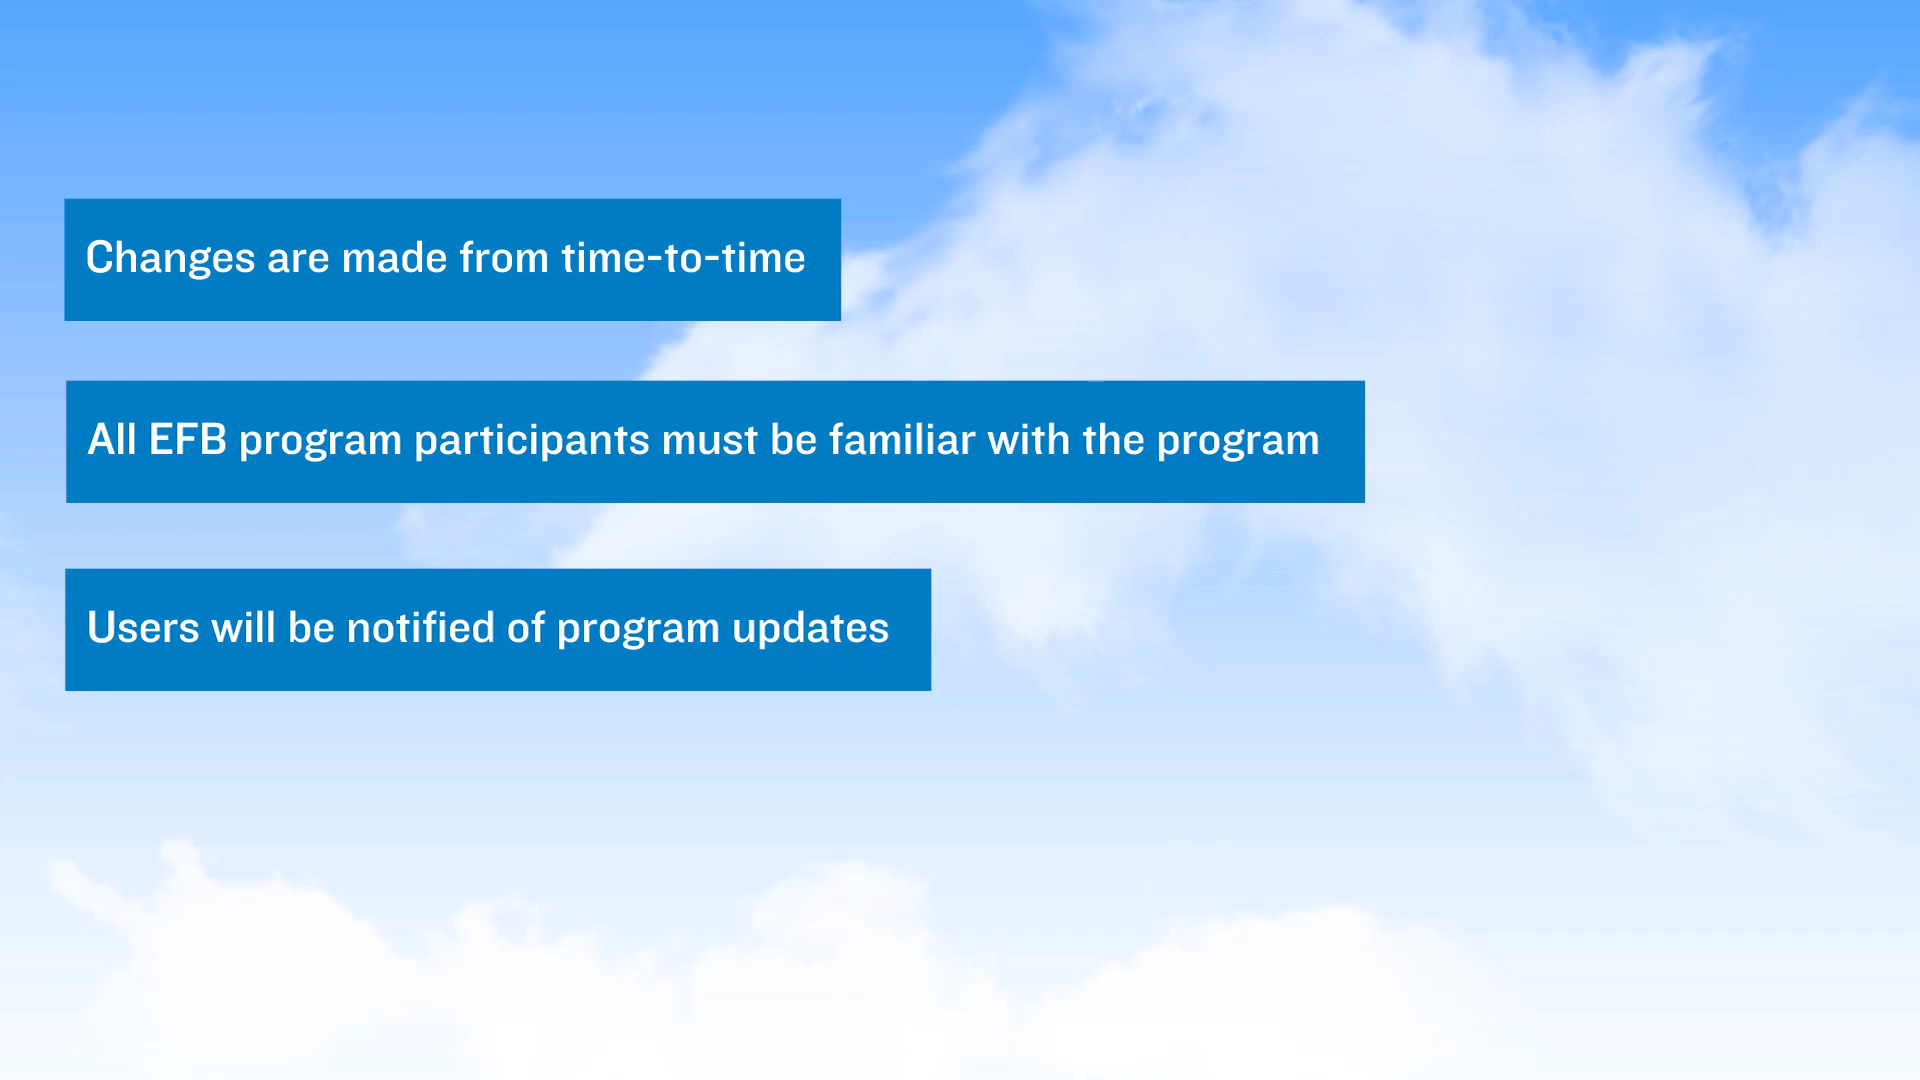 Changes are made from time-to-time
All EFB program participants must be familiar with the program
Users will be notified of program updates